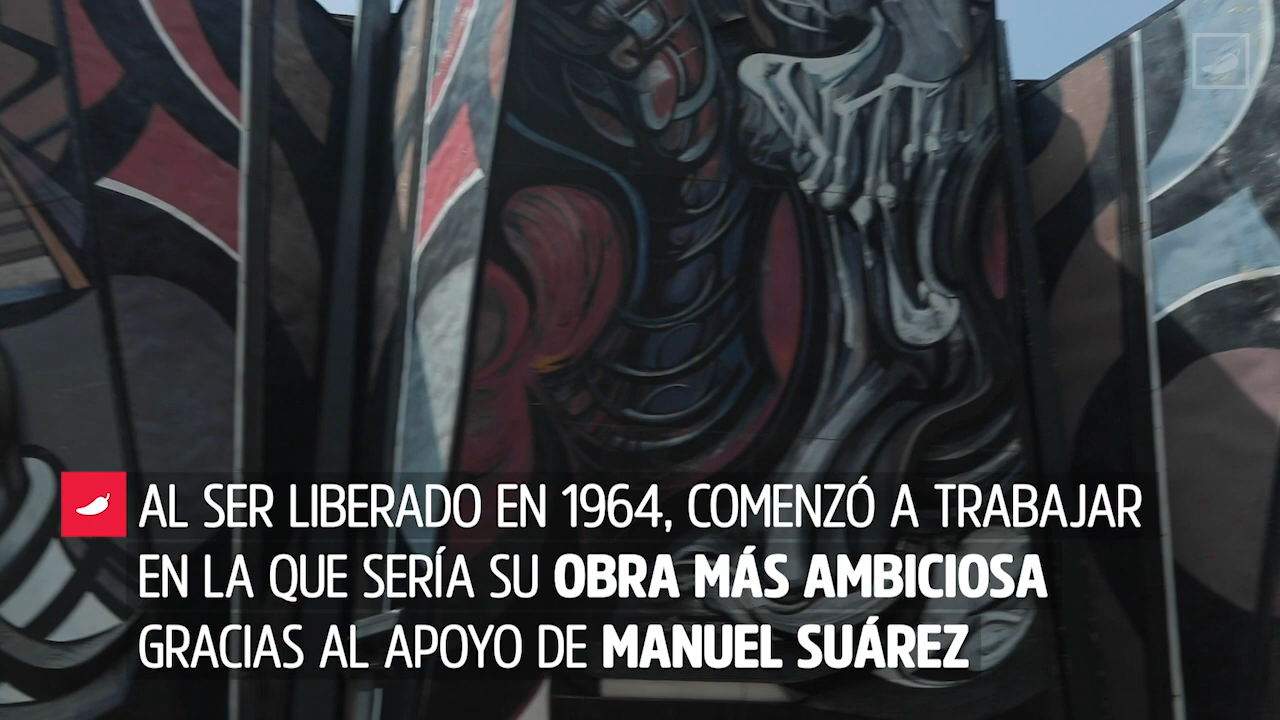 AL SER LIBERADO EN 1964, COMENZÓ A TRABAJAR
EN LA QUE SERÍA SU OBRA MÁS AMBICIOSA
GRACIAS AL APOYO DE MANUEL SUÁREZ